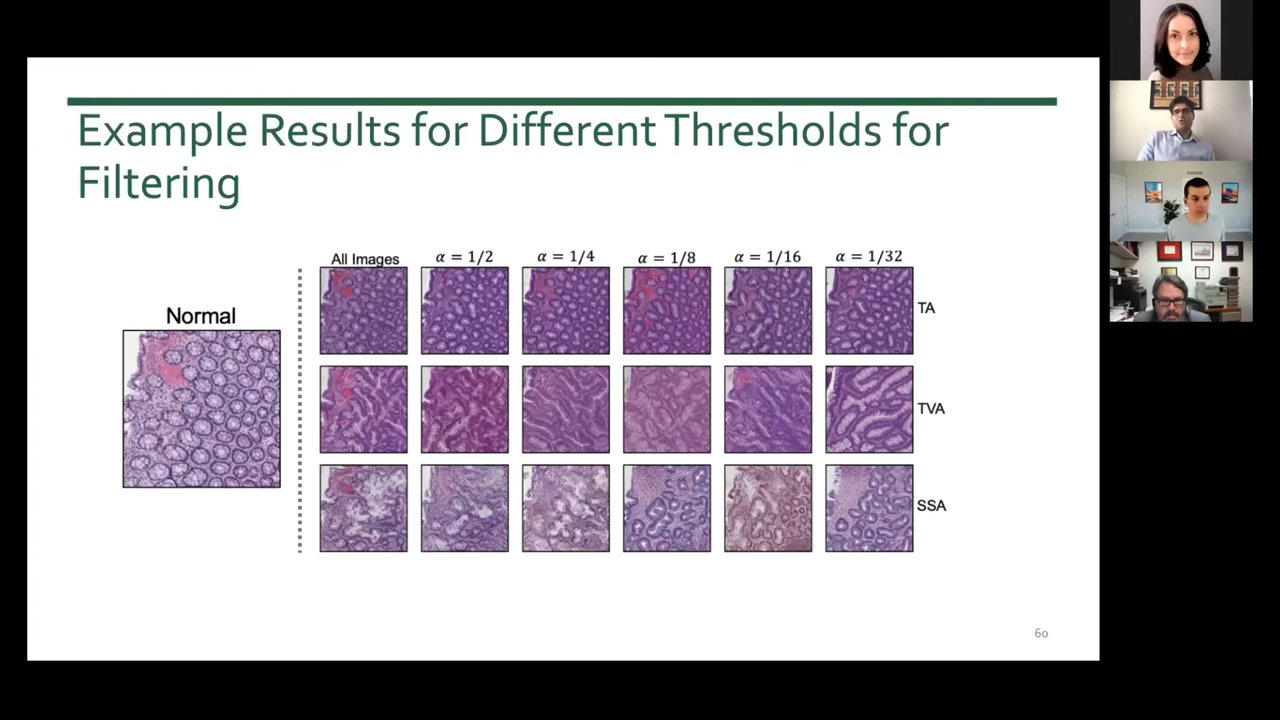 Example Results for Different Thresholds for
Filtering
All Images
α = 1/2
α = 1/4
α = 1/8
α = 1/16
α = 1/32
Normal
TA
TVA
SSA
60